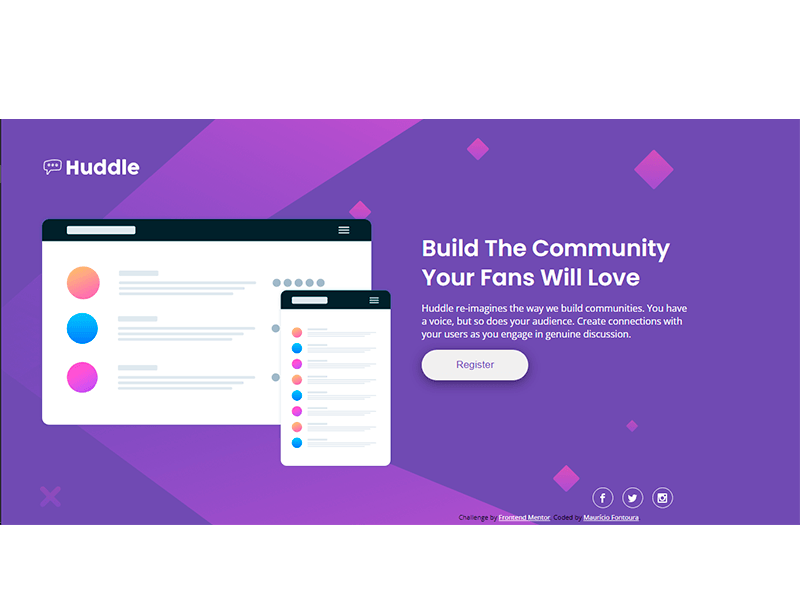 Huddle
Build The Community
Your Fans Will Love
Huddle re-imagines the way we build communities. You have
a voice, but so does your audience. Create connections with
your users as you engage in genuine discussion.
Register
Challenge by Frontend Mentor. Coded by Maurício Fontoura.